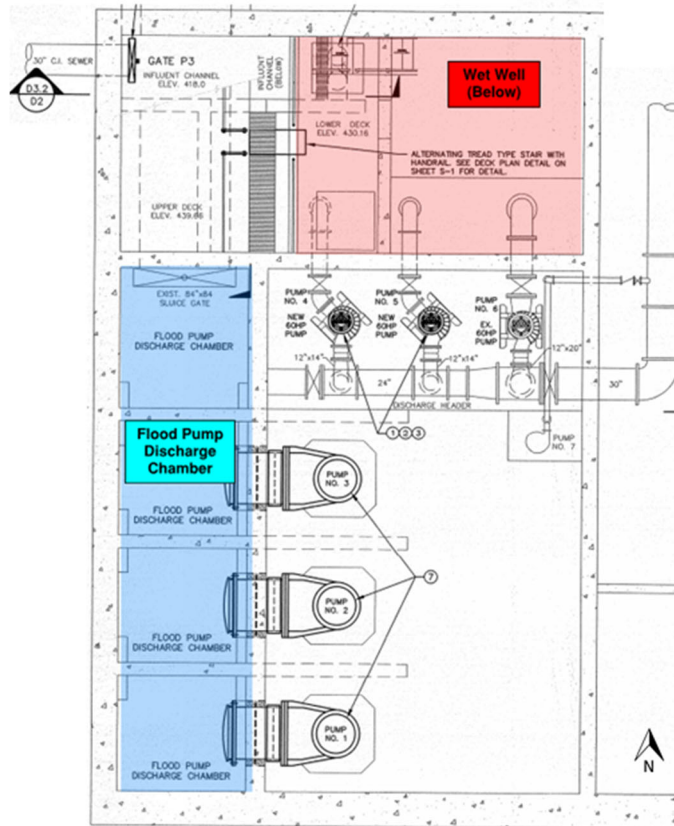 30" C.I. SEWER
GATE P3
INFLUENT CHANNEL
ELEV. 418.0
INFLUENT
CHANNEL
(BELOW)
Wet Well
(Below)
D3.2
D2
LOWER DECK
ELEV. 430.16
ALTERNATING TREAD TYPE STAIR WITH
HANDRAIL. SEE DECK PLAN DETAIL ON
SHEET S-1 FOR DETAIL.
UPPER DECK
ELEV. 439.66
EXIST. 84"x84
SLUICE GATE
PUMP
NO. 4
NEW
60HP
PUMP
PUMP
NO. 5
NEW
60HP
PUMP
PUMP
NO. 6
EX.
60HP
PUMP
FLOOD PUMP
DISCHARGE CHAMBER
12"x14"
12"x14"
12"x20"
24"
30"
DISCHARGE HEADER
Flood Pump
Discharge
Chamber
1 2 3
PUMP
NO. 7
PUMP
NO. 3
FLOOD PUMP
DISCHARGE CHAMBER
7
PUMP
NO. 2
FLOOD PUMP
DISCHARGE CHAMBER
PUMP
NO. 1
FLOOD PUMP
DISCHARGE CHAMBER
N